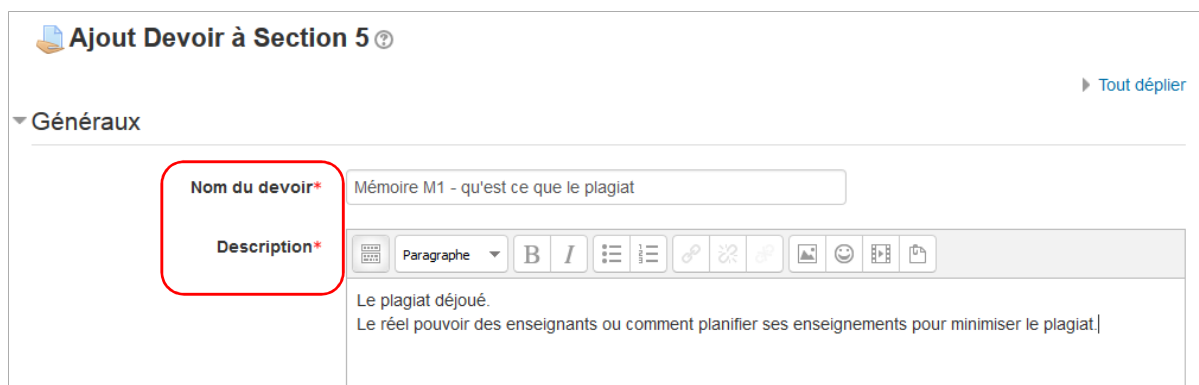 Ajout Devoir à Section 5
Tout déplier
Généraux
Nom du devoir* Mémoire M1 - qu'est ce que le plagiat
Description* Paragraphe B I
Le plagiat déjoué.
Le réel pouvoir des enseignants ou comment planifier ses enseignements pour minimiser le plagiat.